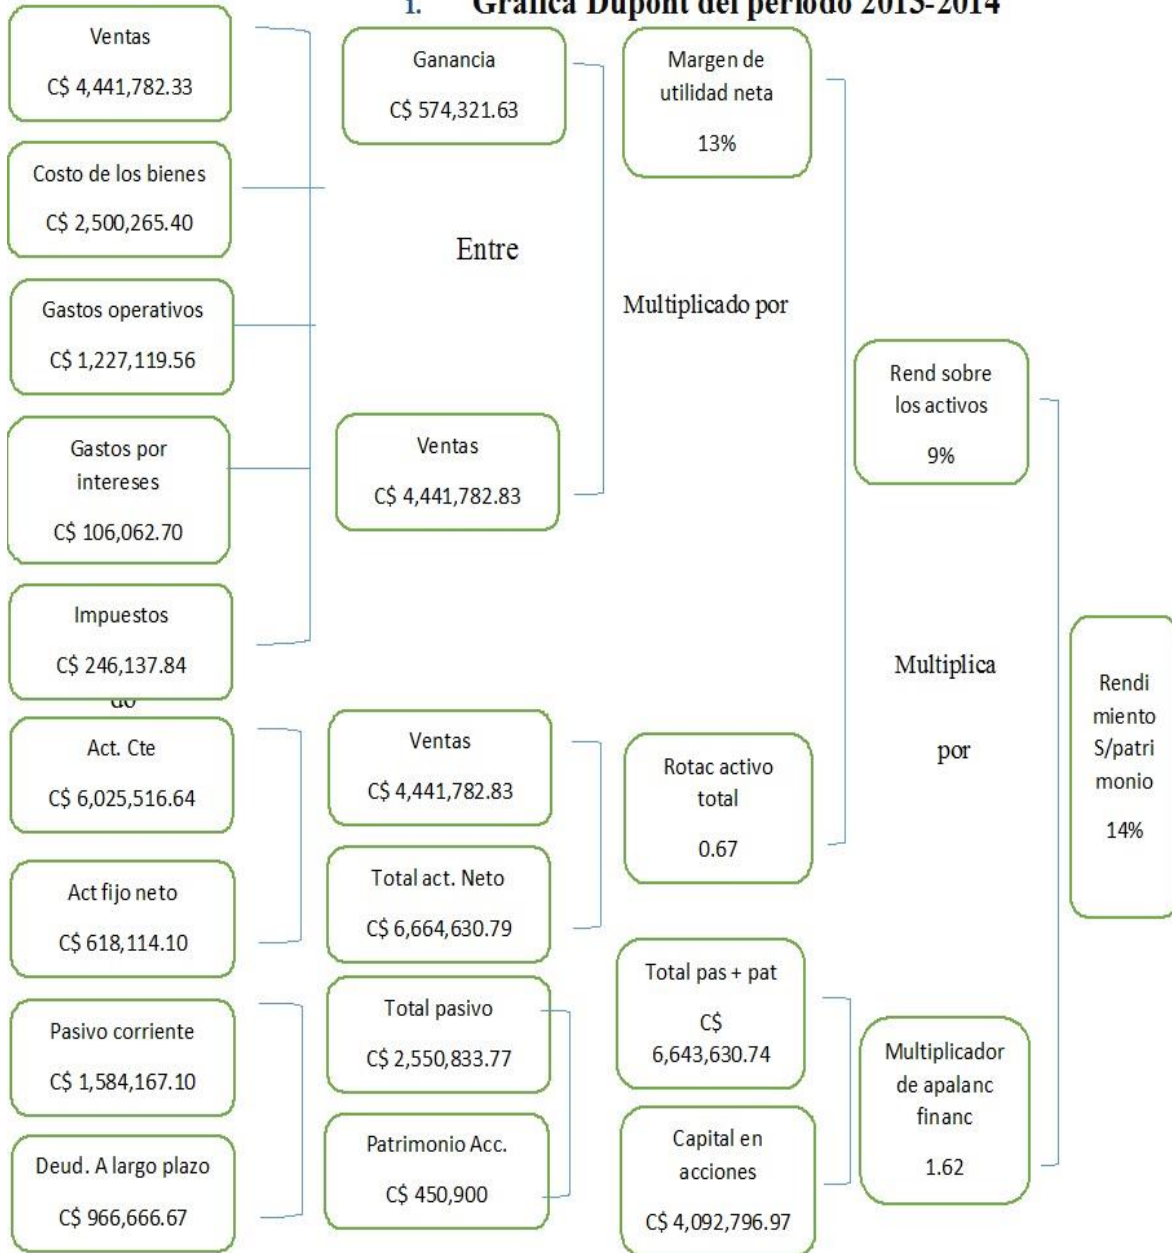 i. Gráfica Dupont del periodo 2013-2014
Ventas
C$ 4,441,782.33
Costo de los bienes
C$ 2,500,265.40
Gastos operativos
C$ 1,227,119.56
Gastos por
intereses
C$ 106,062.70
Impuestos
C$ 246,137.84
do
Act. Cte
C$ 6,025,516.64
Act fijo neto
C$ 618,114.10
Pasivo corriente
C$ 1,584,167.10
Deud. A largo plazo
C$ 966,666.67
Ganancia
C$ 574,321.63
Entre
Ventas
C$ 4,441,782.83
Ventas
C$ 4,441,782.83
Total act. Neto
C$ 6,664,630.79
Total pasivo
C$ 2,550,833.77
Patrimonio Acc.
C$ 450,900
Margen de
utilidad neta
13%
Multiplicado por
Rotac activo
total
0.67
Total pas + pat
C$
6,643,630.74
Capital en
acciones
C$ 4,092,796.97
Rend sobre
los activos
9%
Multiplica
por
Multiplicador
de apalanc
financ
1.62
Rendi
miento
S/patri
monio
14%